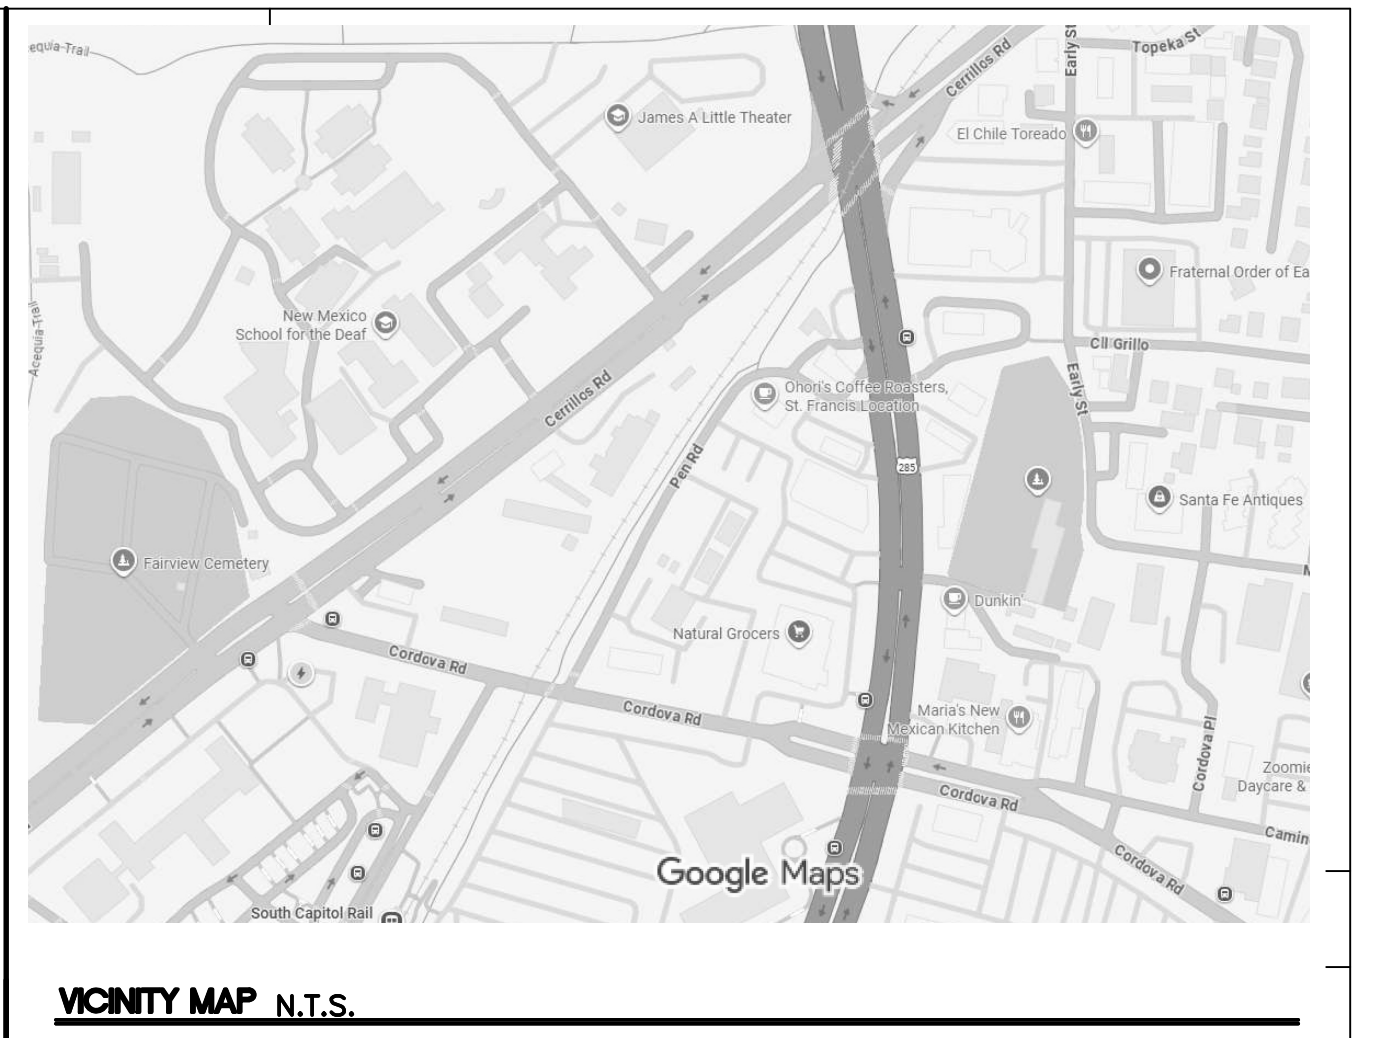 equia Trail
Cerrillos Rd
Early St
Topeka St
James A Little Theater
El Chile Toreado
Fraternal Order of Ea
Acequia Trail
New Mexico
School for the Deaf
Cll Grillo
Cerrillos Rd
Ohori's Coffee Roasters,
St. Francis Location
Early St
Pen Rd
285
Santa Fe Antiques
Fairview Cemetery
Dunkin'
Natural Grocers
Cordova Rd
Cordova Rd
Maria's New
Mexican Kitchen
Cordova Pl
Zoomie
Daycare &
Cordova Rd
Camin
Cordova Rd
Google Maps
South Capitol Rail
VICINITY MAP N.T.S.